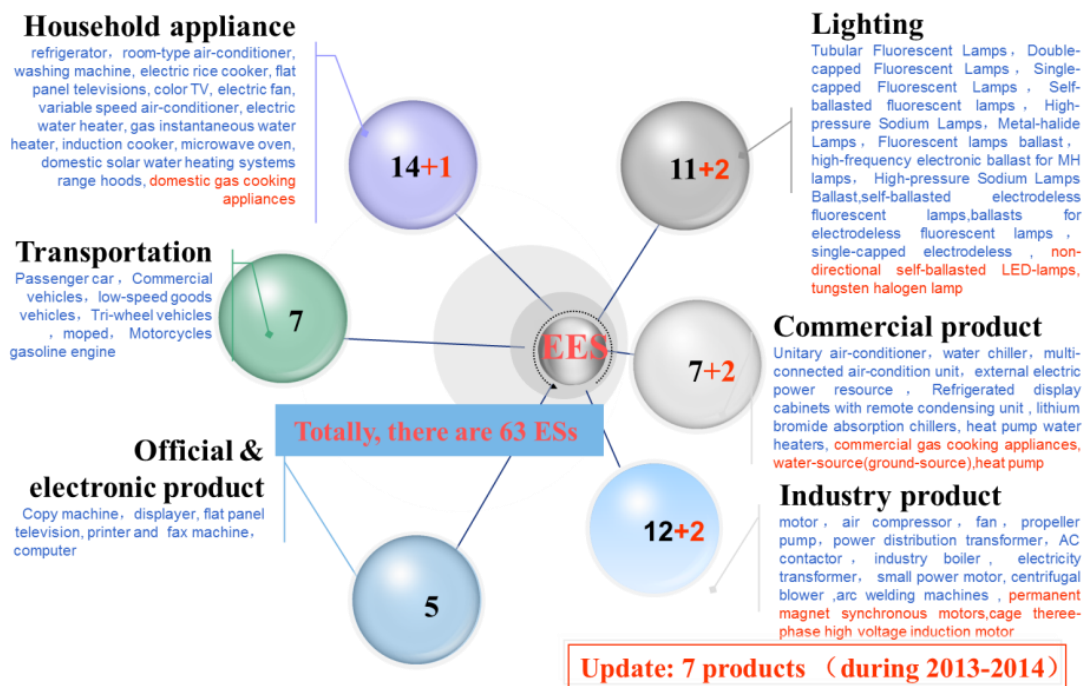 Household appliance
refrigerator，room-type air-conditioner,
washing machine, electric rice cooker, flat
panel televisions, color TV, electric fan,
variable speed air-conditioner, electric
water heater, gas instantaneous water
heater, induction cooker, microwave oven,
domestic solar water heating systems
range hoods, domestic gas cooking
appliances
14+1
Lighting
Tubular Fluorescent Lamps，Double-
capped Fluorescent Lamps，Single-
capped Fluorescent Lamps，Self-
ballasted fluorescent lamps，High-
pressure Sodium Lamps，Metal-halide
Lamps，Fluorescent lamps ballast，
high-frequency electronic ballast for MH
lamps，High-pressure Sodium Lamps
Ballast,self-ballasted electrodeless
fluorescent lamps,ballasts for
electrodeless fluorescent lamps，
single-capped electrodeless , non-
directional self-ballasted LED-lamps,
tungsten halogen lamp
11+2
Transportation
Passenger car，Commercial
vehicles，low-speed goods
vehicles，Tri-wheel vehicles
，moped，Motorcycles
gasoline engine
7
EES
Commercial product
Unitary air-conditioner，water chiller，multi-
connected air-condition unit，external electric
power resource，Refrigerated display
cabinets with remote condensing unit , lithium
bromide absorption chillers, heat pump water
heaters, commercial gas cooking appliances,
water-source(ground-source),heat pump
7+2
Totally, there are 63 ESs
Official &
electronic product
Copy machine，displayer, flat panel
television, printer and fax machine，
computer
5
Industry product
motor，air compressor，fan，propeller
pump，power distribution transformer，AC
contactor，industry boiler，electricity
transformer，small power motor, centrifugal
blower ,arc welding machines , permanent
magnet synchronous motors,cage theree-
phase high voltage induction motor
12+2
Update: 7 products （during 2013-2014）